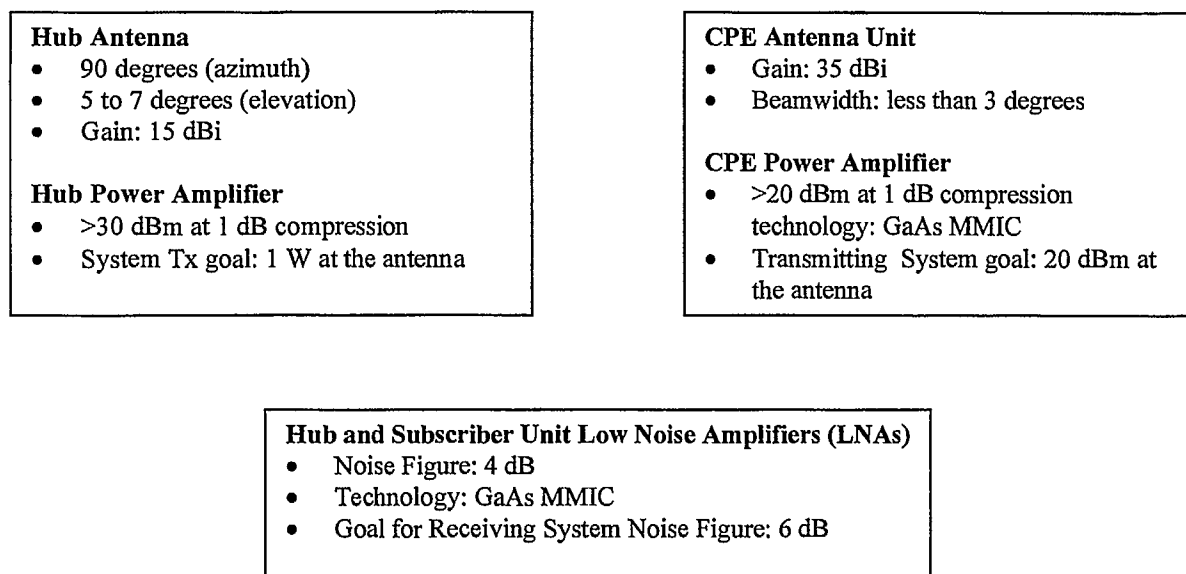 Hub Antenna
• 90 degrees (azimuth)
• 5 to 7 degrees (elevation)
• Gain: 15 dBi
Hub Power Amplifier
• >30 dBm at 1 dB compression
• System Tx goal: 1 W at the antenna
CPE Antenna Unit
• Gain: 35 dBi
• Beamwidth: less than 3 degrees
CPE Power Amplifier
• >20 dBm at 1 dB compression
technology: GaAs MMIC
• Transmitting System goal: 20 dBm at
the antenna
Hub and Subscriber Unit Low Noise Amplifiers (LNAs)
• Noise Figure: 4 dB
• Technology: GaAs MMIC
• Goal for Receiving System Noise Figure: 6 dB